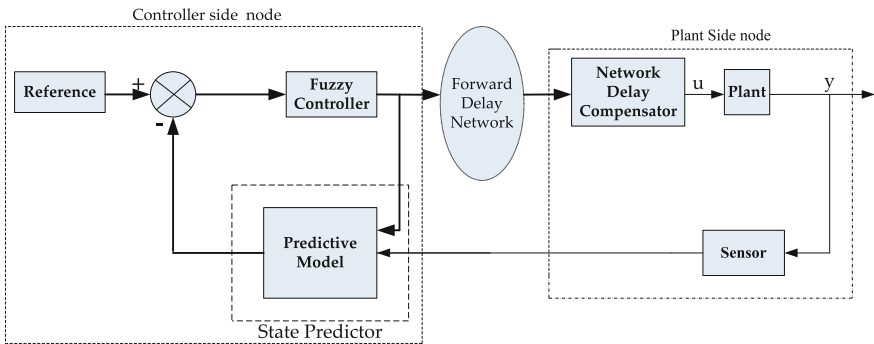 Controller side node
Plant Side node
Reference
+
-
Fuzzy
Controller
Forward
Delay
Network
Network
Delay
Compensator
u
Plant
y
Predictive
Model
Sensor
State Predictor